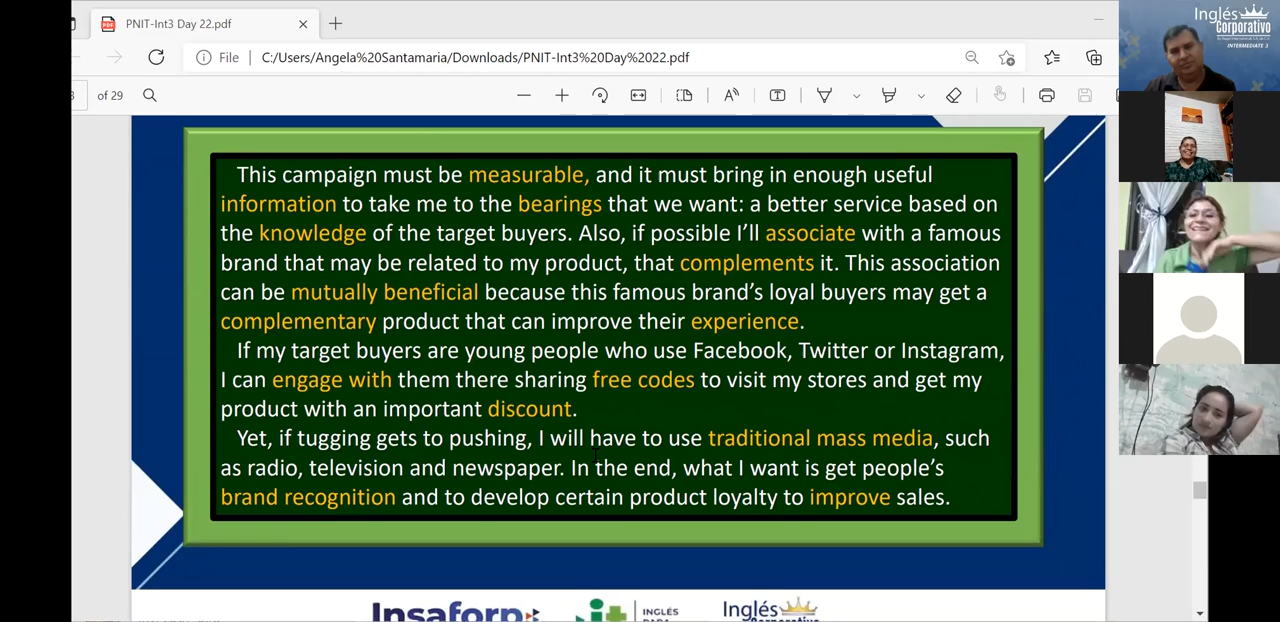 PNIT-Int3 Day 22.pdf
File
C:/Users/Angela%20Santamaria/Downloads/PNIT-Int3%20Day%2022.pdf
of 29
This campaign must be measurable, and it must bring in enough useful
information to take me to the bearings that we want: a better service based on
the knowledge of the target buyers. Also, if possible I’ll associate with a famous
brand that may be related to my product, that complements it. This association
can be mutually beneficial because this famous brand’s loyal buyers may get a
complementary product that can improve their experience.
If my target buyers are young people who use Facebook, Twitter or Instagram,
I can engage with them there sharing free codes to visit my stores and get my
product with an important discount.
Yet, if tugging gets to pushing, I will have to use traditional mass media, such
as radio, television and newspaper. In the end, what I want is get people’s
brand recognition and to develop certain product loyalty to improve sales.
Insaforp
INGLÉS
Inglés
Inglés
Corporativo
INTERMEDIATE 3